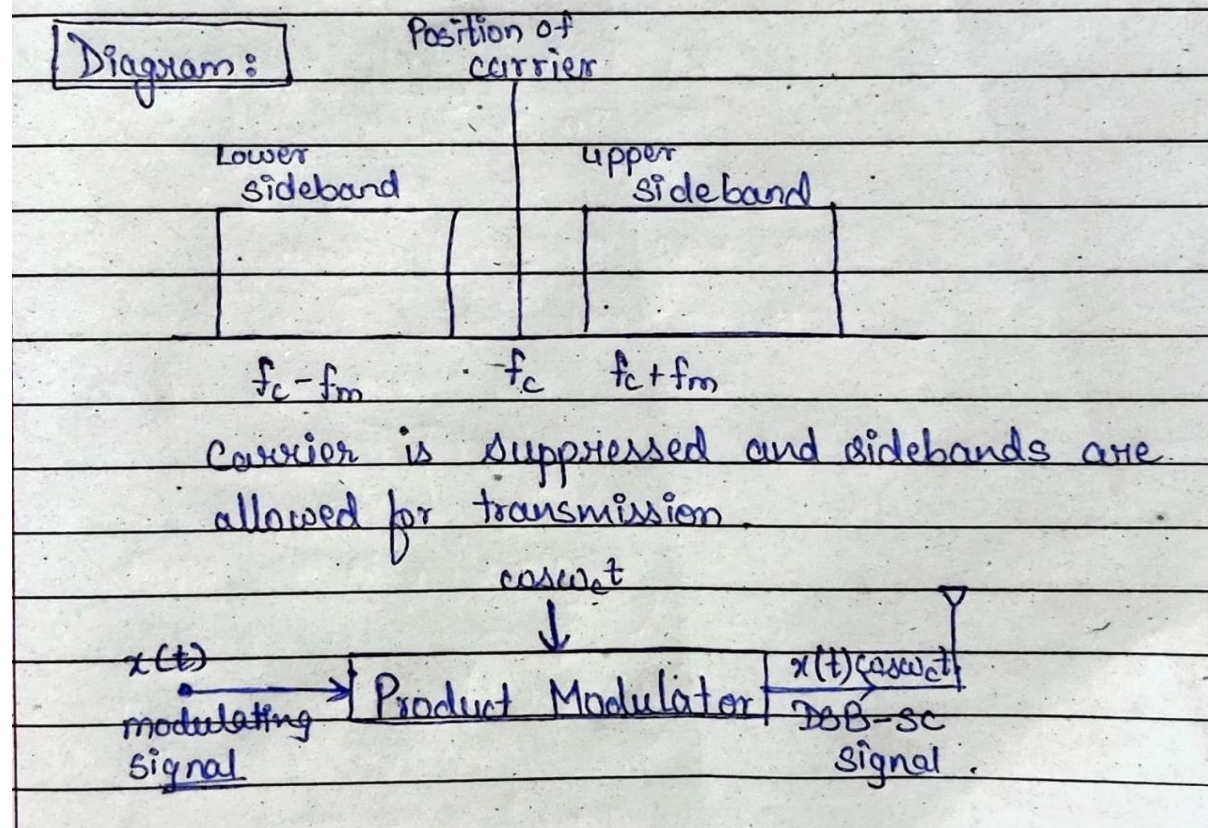 Diagram:
Position of
carrier
Lower
sideband
upper
sideband
fc-fm
fc
fc+fm
Carrier is suppressed and sidebands are
allowed for transmission.
cosωct
x(t)
modulating
signal
Product Modulator
x(t)cosωct
DSB-SC
signal.